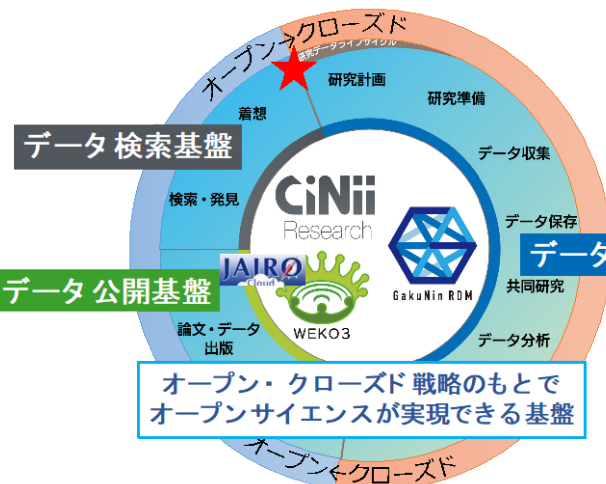 オープン→クローズド
研究データライフサイクル
研究計画
着想
研究準備
データ検索基盤
データ収集
CiNii
Research
検索・発見
データ保存
データ
JAIRO
Cloud
GakuNin RDM
データ公開基盤
共同研究
WEKO3
論文・データ
出版
データ分析
オープン・クローズド戦略のもとで
オープンサイエンスが実現できる基盤
オープン←クローズド